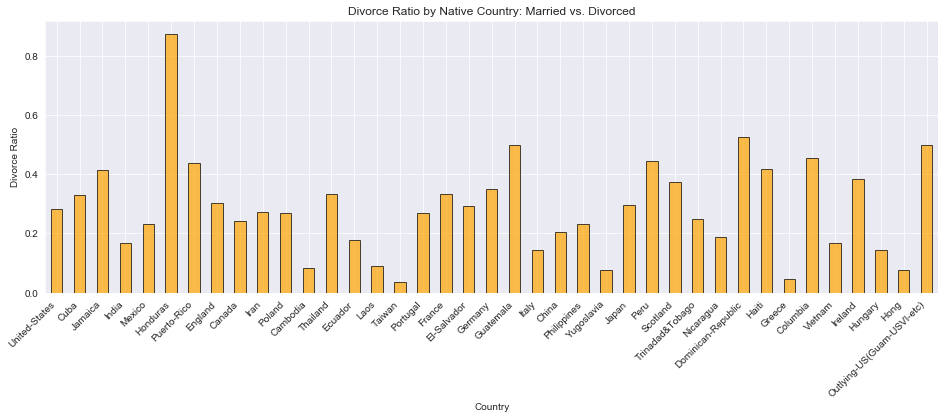 Divorce Ratio by Native Country: Married vs. Divorced
Divorce Ratio
0.8
0.6
0.4
0.2
0.0
United-States
Cuba
Jamaica
India
Mexico
Honduras
Puerto-Rico
England
Canada
Iran
Poland
Cambodia
Thailand
Ecuador
Laos
Taiwan
Portugal
France
El-Salvador
Germany
Guatemala
Italy
China
Philippines
Yugoslavia
Japan
Peru
Scotland
Trinadad&Tobago
Nicaragua
Dominican-Republic
Haiti
Greece
Columbia
Vietnam
Ireland
Hungary
Hong
Outlying-US(Guam-USVI-etc)
Country